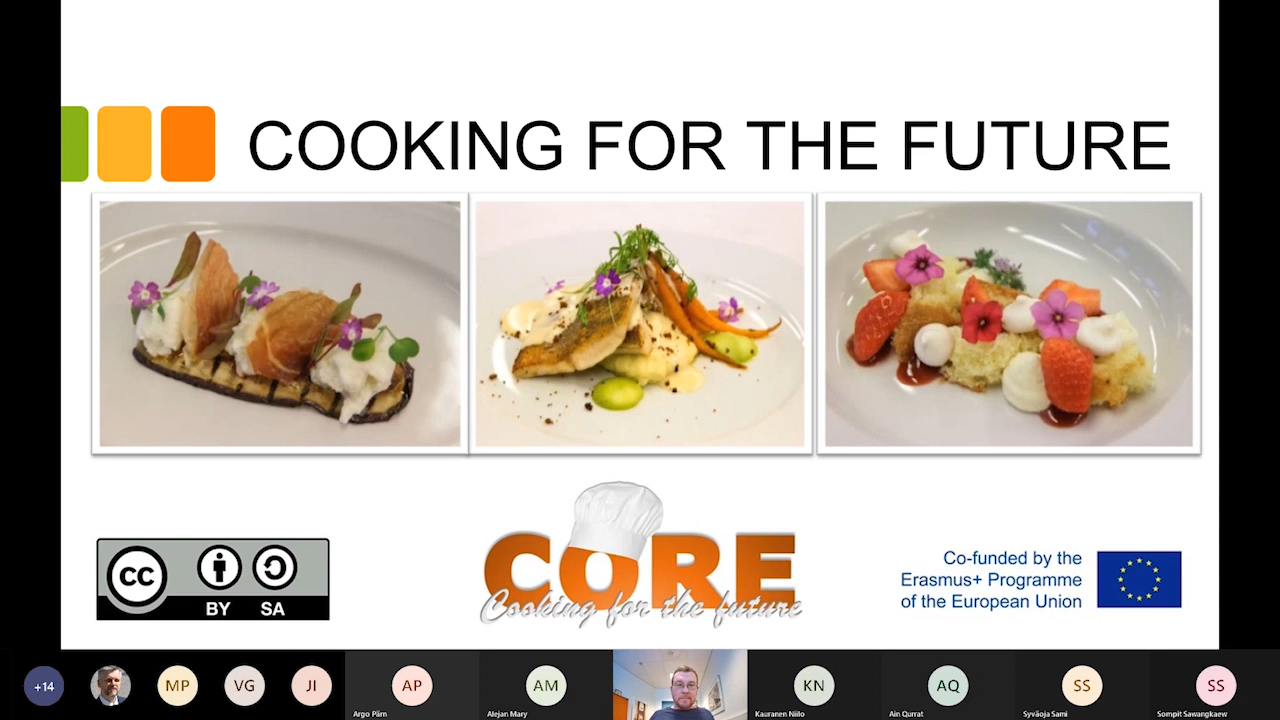 COOKING FOR THE FUTURE
CORE
Cooking for the future
cc
BY SA
Co-funded by the
Erasmus+ Programme
of the European Union
+14
MP
VG
JI
AP
Argo Pärn
AM
Alejan Mary
KN
Kauranen Niilo
AQ
Ain Qurrat
SS
Syväoja Sami
SS
Sompit Sawangkaew